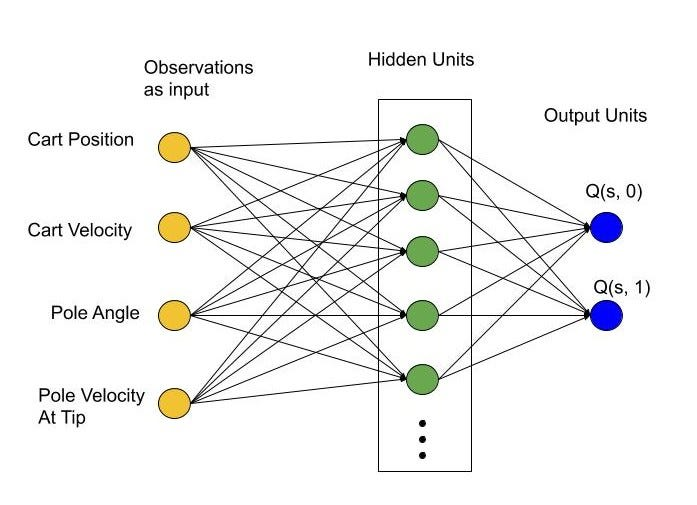 Observations
as input
Hidden Units
Output Units
Cart Position
Cart Velocity
Pole Angle
Pole Velocity
At Tip
Q(s, 0)
Q(s, 1)